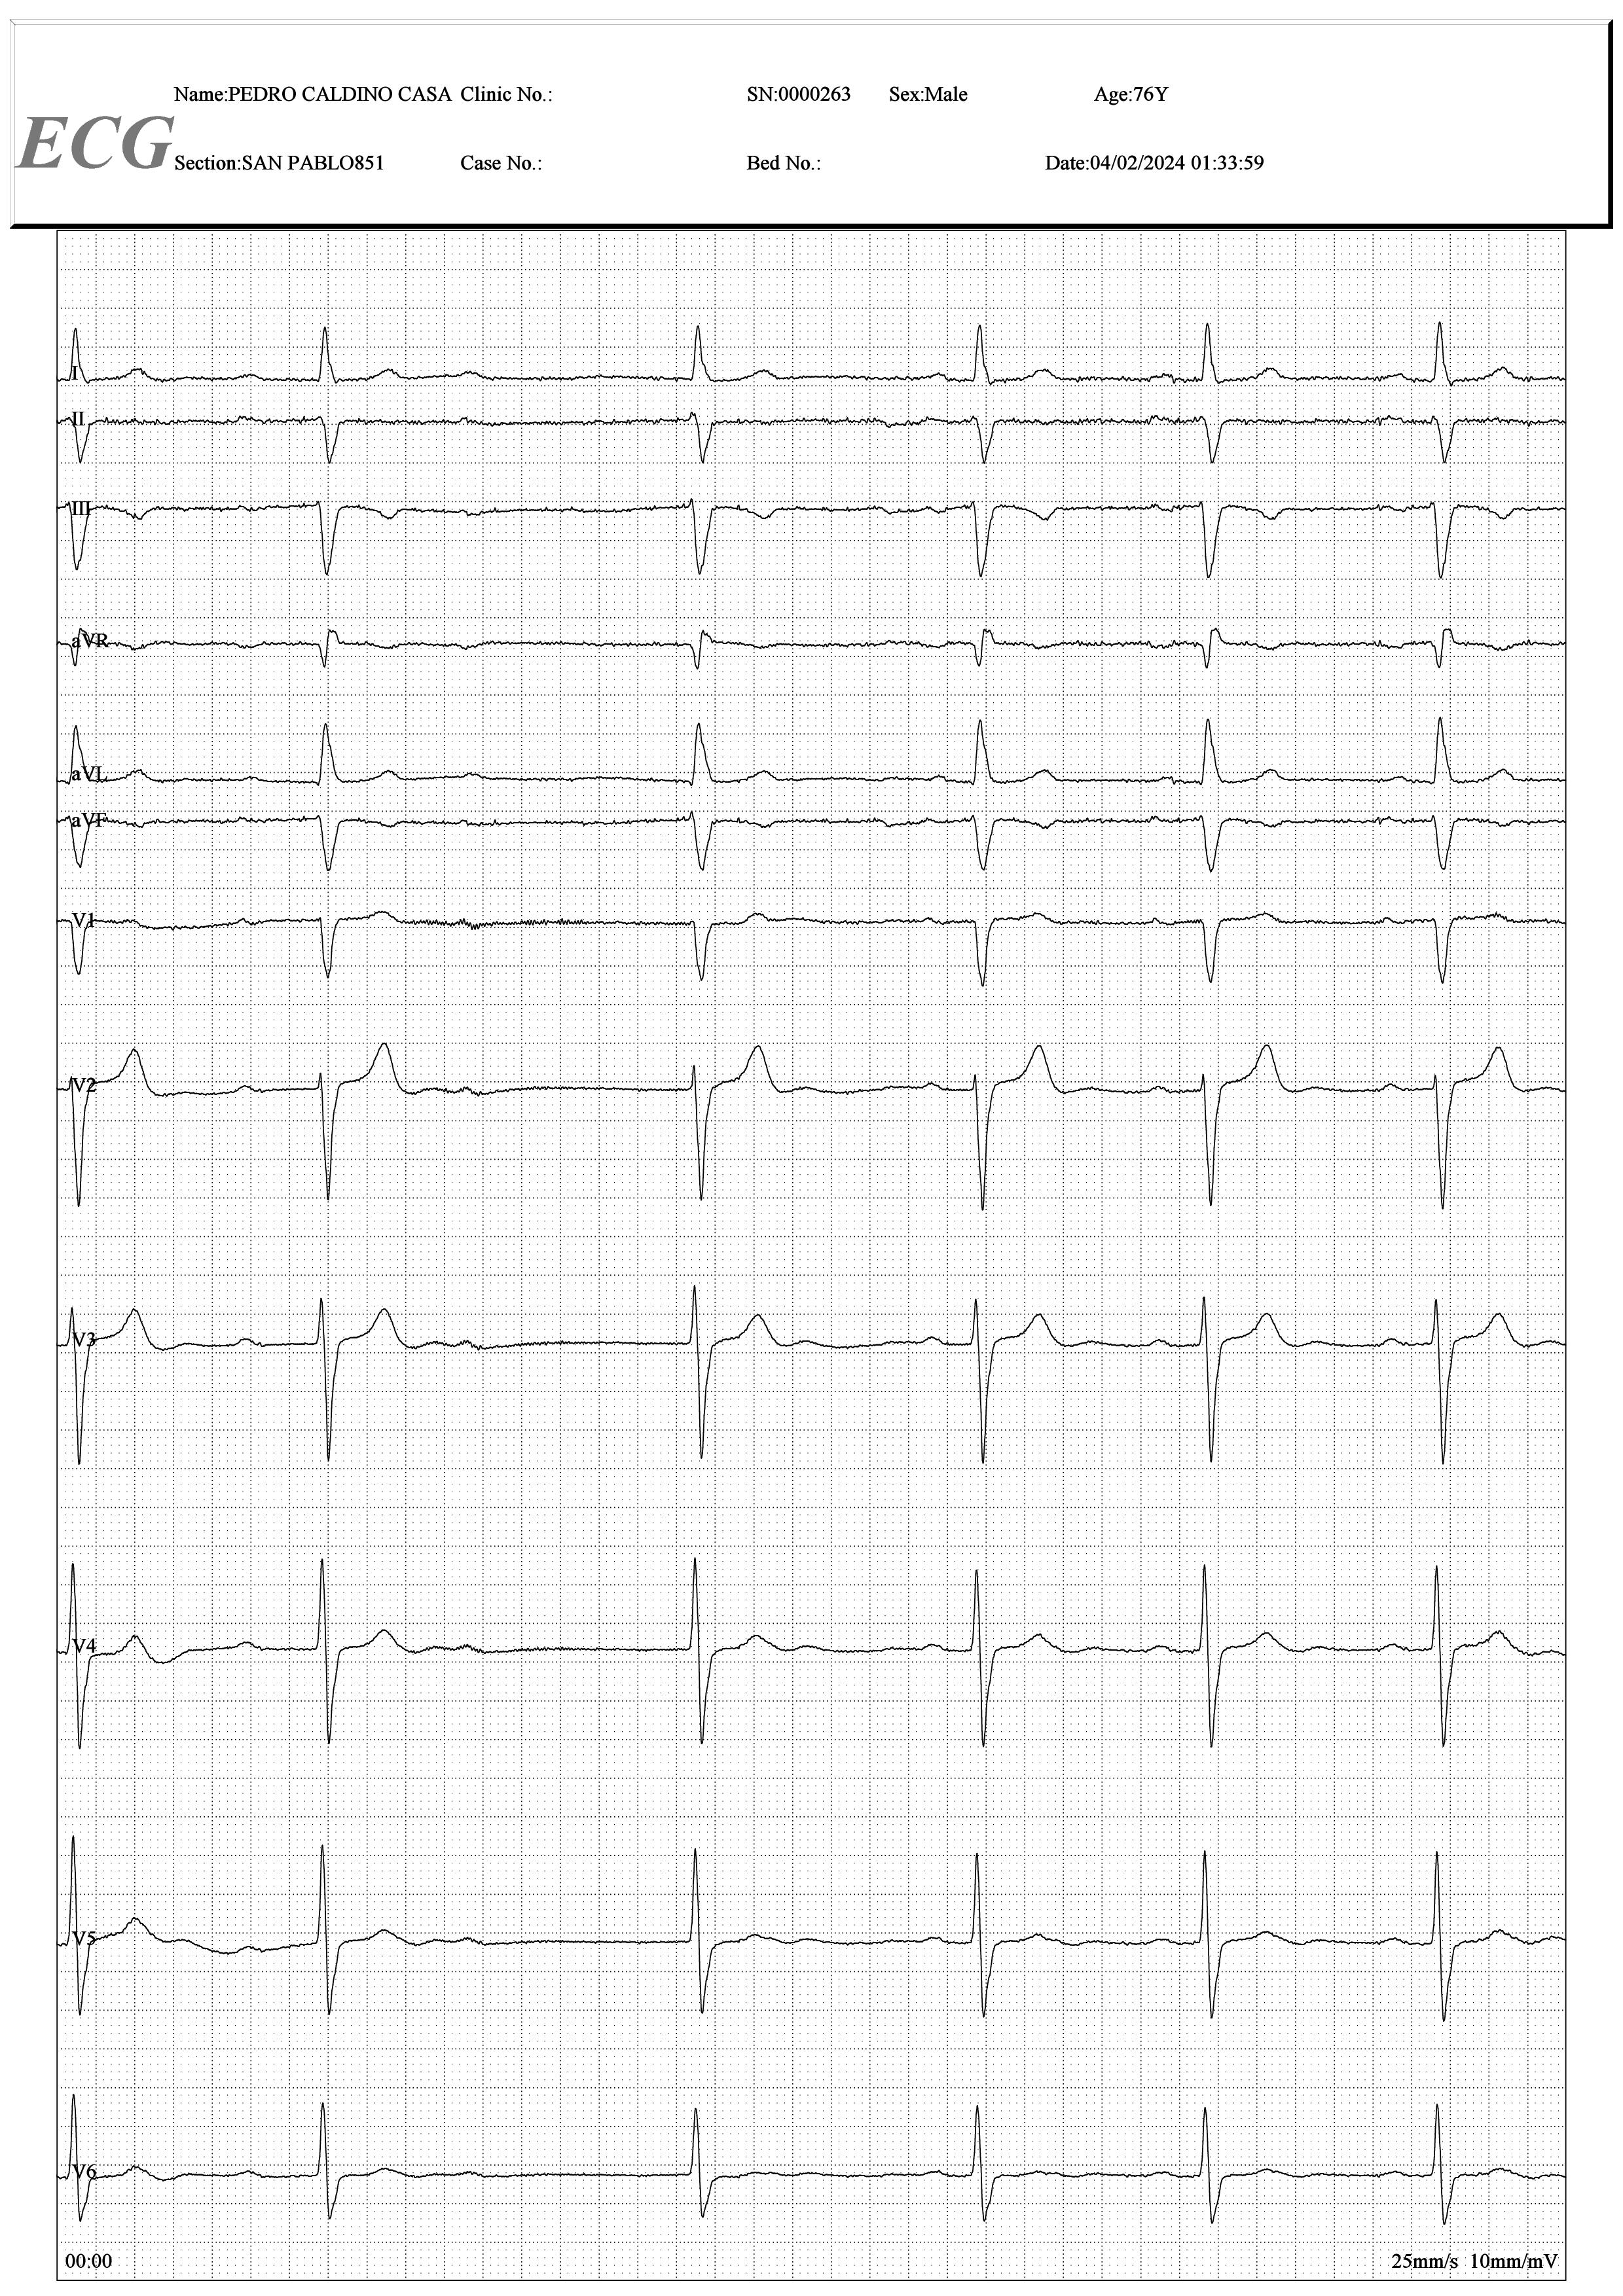 Name:PEDRO CALDINO CASA Clinic No.: SN:0000263 Sex:Male Age:76Y
ECG
Section:SAN PABLO851 Case No.: Bed No.: Date:04/02/2024 01:33:59
I
II
III
aVR
aVL
aVF
V1
V2
V3
V4
V5
V6
00:00 25mm/s 10mm/mV